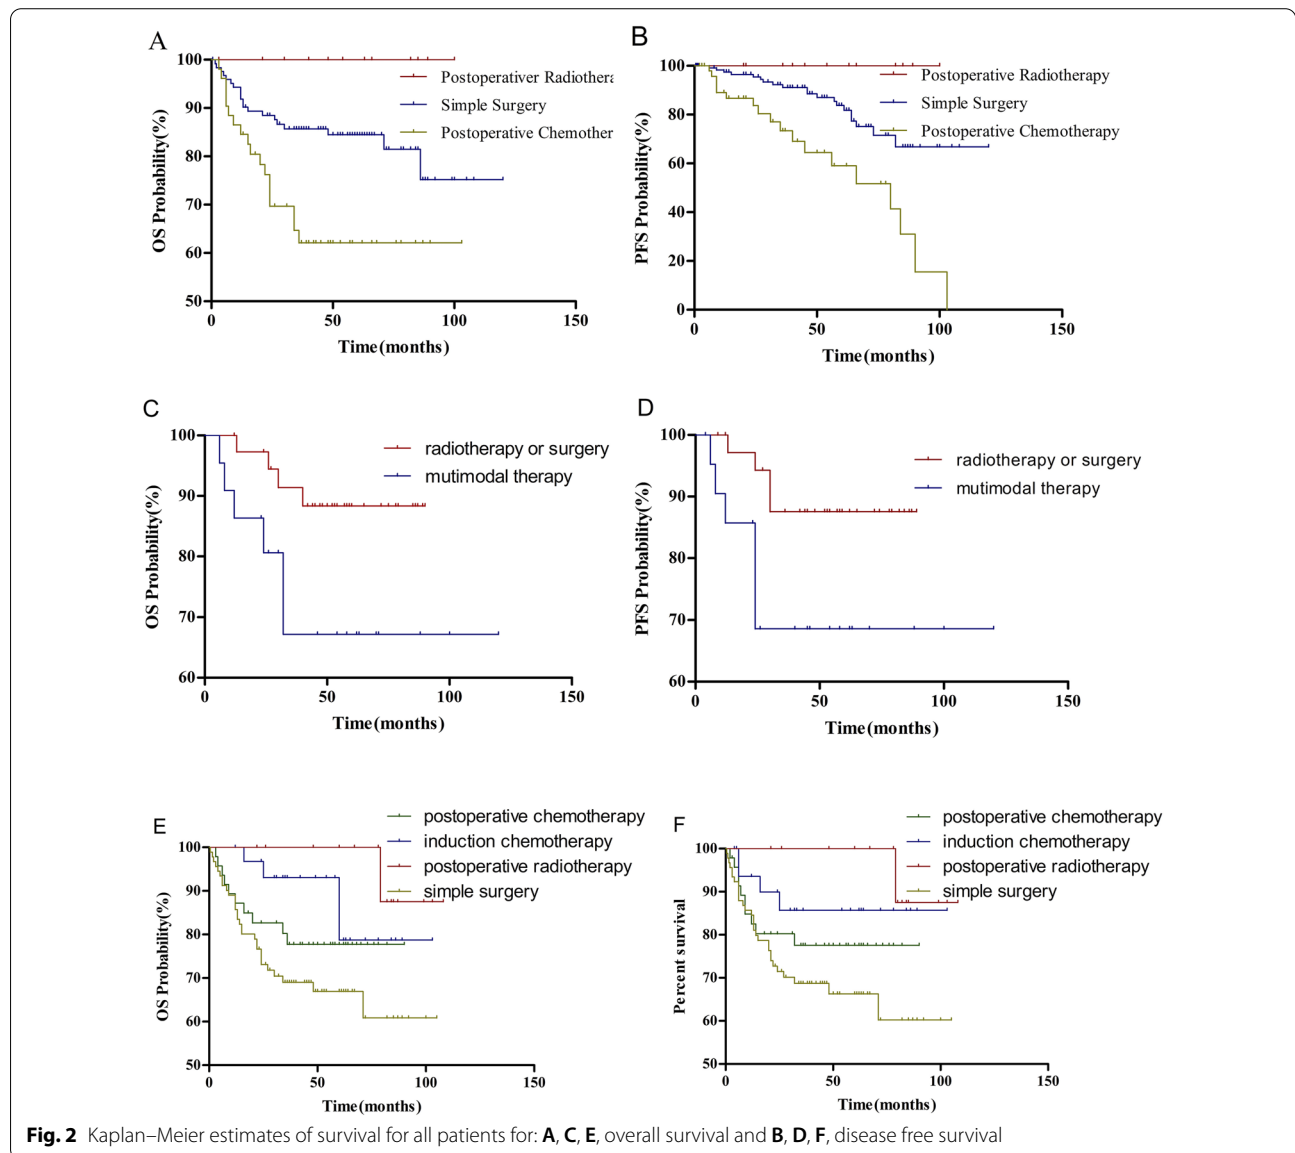 A
100
90
80
70
60
50
0
50
100
150
OS Probability(%)
Time(months)
Postoperativer Radiothera
Simple Surgery
Postoperative Chemother
B
100
80
60
40
20
0
0
50
100
150
PFS Probability(%)
Time(months)
Postoperative Radiotherapy
Simple Surgery
Postoperative Chemotherapy
C
100
90
80
70
60
0
50
100
150
OS Probability(%)
Time(months)
radiotherapy or surgery
mutimodal therapy
D
100
90
80
70
60
0
50
100
150
PFS Probability(%)
Time(months)
radiotherapy or surgery
mutimodal therapy
E
100
90
80
70
60
50
0
50
100
150
OS Probability(%)
Time(months)
postoperative chemotherapy
induction chemotherapy
postoperative radiotherapy
simple surgery
F
100
90
80
70
60
50
0
50
100
150
Percent survival
Time(months)
postoperative chemotherapy
induction chemotherapy
postoperative radiotherapy
simple surgery
Fig. 2 Kaplan–Meier estimates of survival for all patients for: A, C, E, overall survival and B, D, F, disease free survival